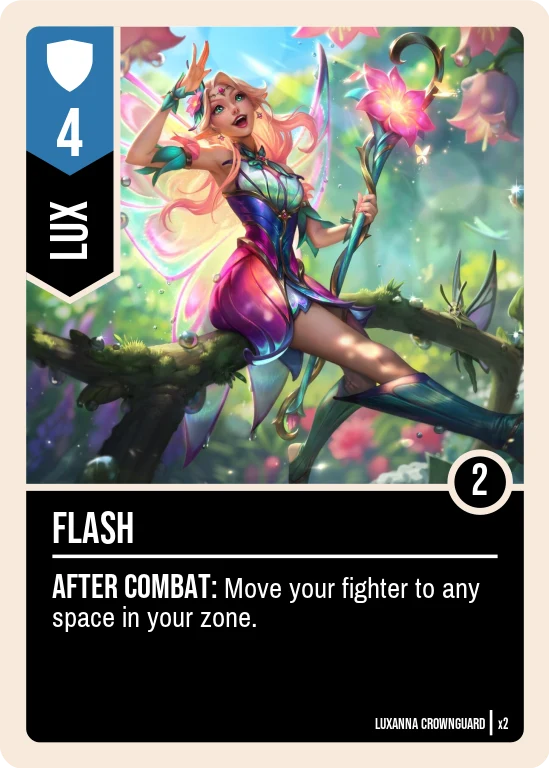 4
LUX
2
FLASH
AFTER COMBAT: Move your fighter to any
space in your zone.
LUXANNA CROWNGUARD | x2